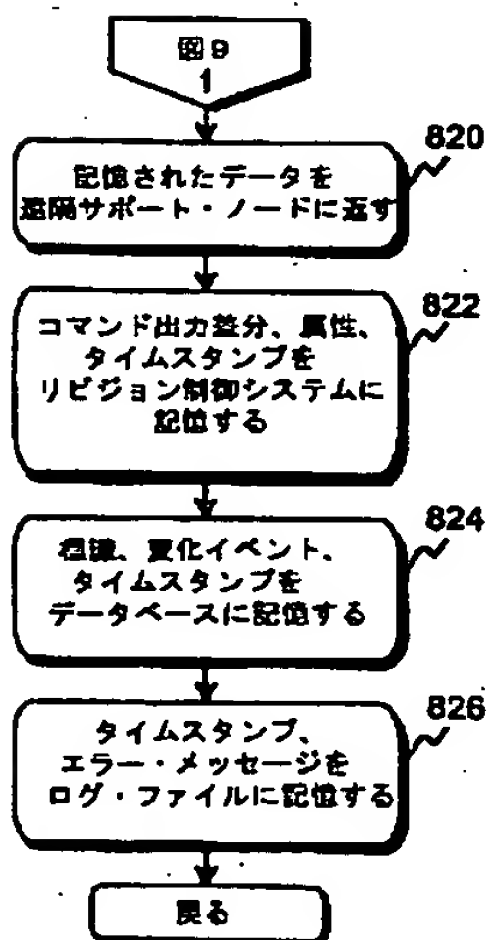 図9
1
820
記憶されたデータを
遠隔サポート・ノードに返す
822
コマンド出力差分、属性、
タイムスタンプを
リビジョン制御システムに
記憶する
824
標識、変化イベント、
タイムスタンプを
データベースに記憶する
826
タイムスタンプ、
エラー・メッセージを
ログ・ファイルに記憶する
戻る